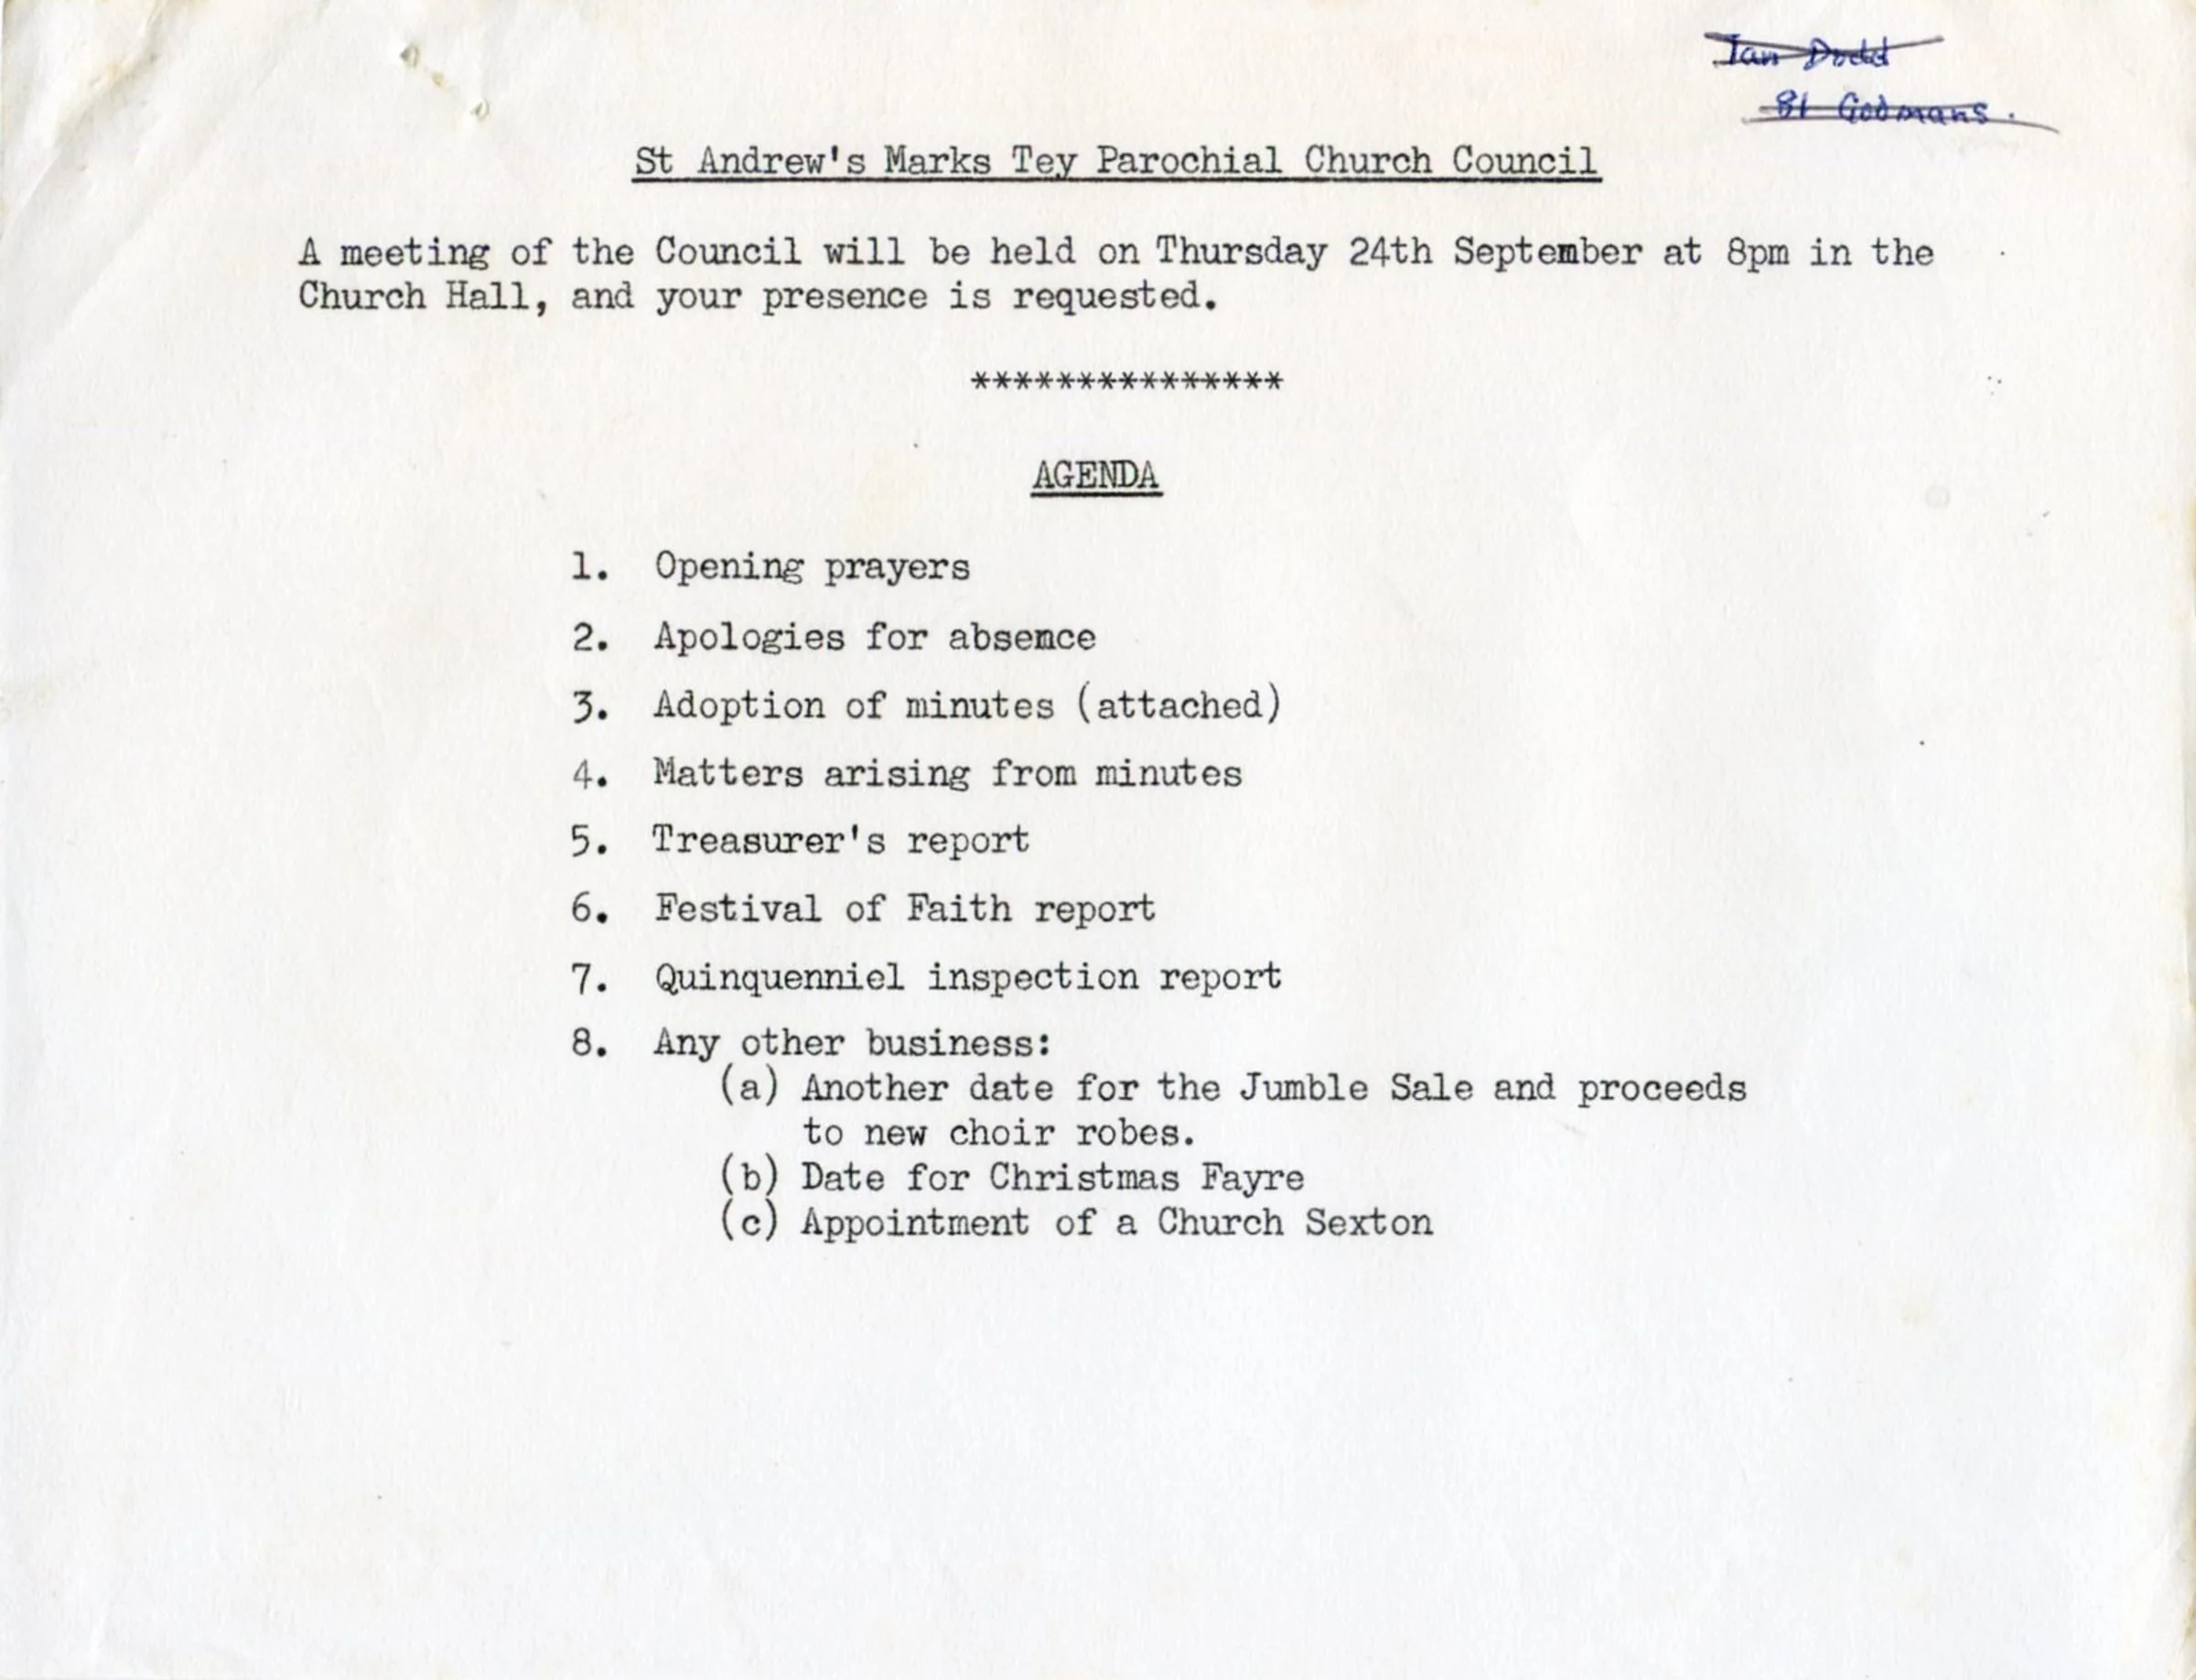 Ian Dodd
81 Godmans.
St Andrew's Marks Tey Parochial Church Council
A meeting of the Council will be held on Thursday 24th September at 8pm in the
Church Hall, and your presence is requested.
***************
AGENDA
1. Opening prayers
2. Apologies for absence
3. Adoption of minutes (attached)
4. Matters arising from minutes
5. Treasurer's report
6. Festival of Faith report
7. Quinquenniel inspection report
8. Any other business:
(a) Another date for the Jumble Sale and proceeds
to new choir robes.
(b) Date for Christmas Fayre
(c) Appointment of a Church Sexton